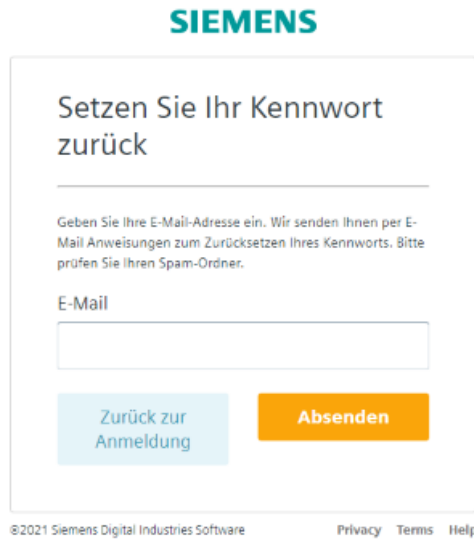 SIEMENS
Setzen Sie Ihr Kennwort
zurück
Geben Sie Ihre E-Mail-Adresse ein. Wir senden Ihnen per E-
Mail Anweisungen zum Zurücksetzen Ihres Kennworts. Bitte
prüfen Sie Ihren Spam-Ordner.
E-Mail
Zurück zur
Anmeldung
Absenden
©2021 Siemens Digital Industries Software Privacy Terms Help